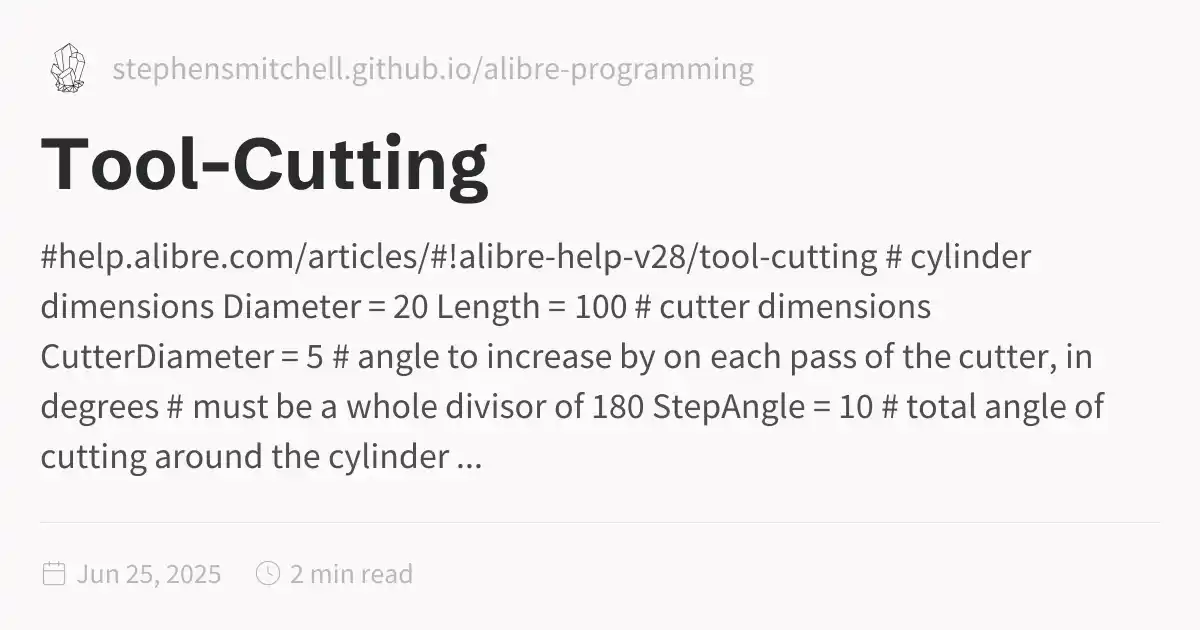 stephensmitchell.github.io/alibre-programming
Tool-Cutting
#help.alibre.com/articles/#!alibre-help-v28/tool-cutting # cylinder
dimensions Diameter = 20 Length = 100 # cutter dimensions
CutterDiameter = 5 # angle to increase by on each pass of the cutter, in
degrees # must be a whole divisor of 180 StepAngle = 10 # total angle of
cutting around the cylinder ...
Jun 25, 2025 2 min read